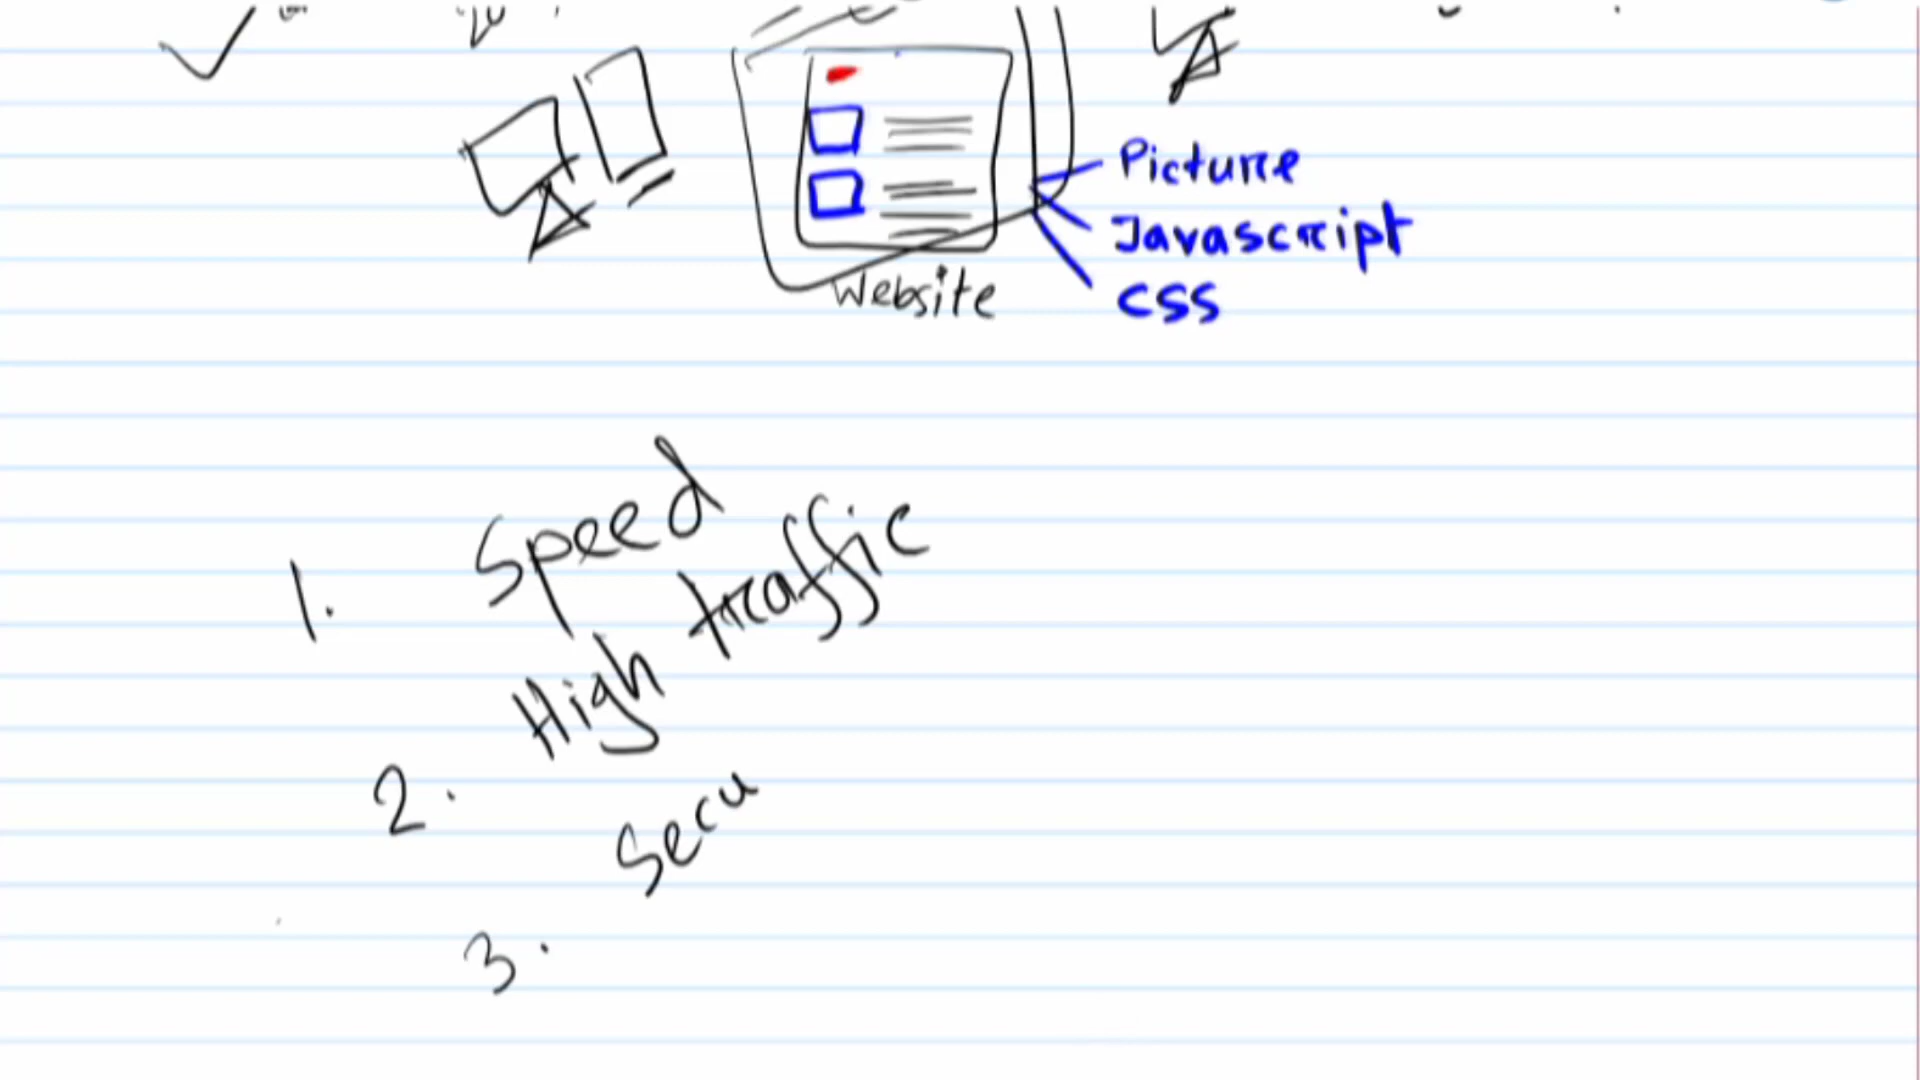 Picture
Javascript
CSS
Website
1. Speed
2. High traffic
3. Secu